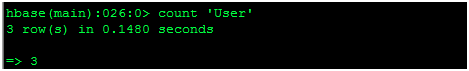 hbase(main):026:0> count 'User'
3 row(s) in 0.1480 seconds
=> 3